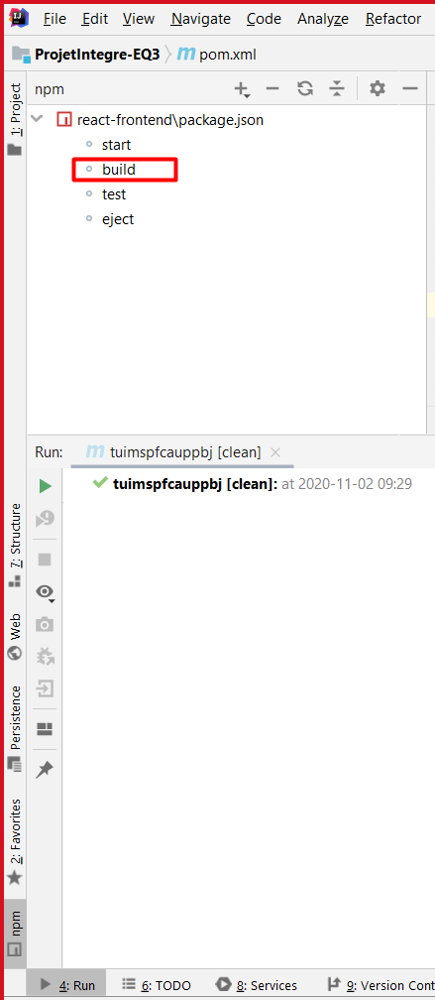 File Edit View Navigate Code Analyze Refactor
ProjetIntegre-EQ3 m pom.xml
npm
react-frontend\package.json
start
build
test
eject
Run: m tuimspfcauppbj [clean]
tuimspfcauppbj [clean]: at 2020-11-02 09:29
1: Project
7: Structure
Web
Persistence
2: Favorites
npm
4: Run 6: TODO 8: Services 9: Version Cont